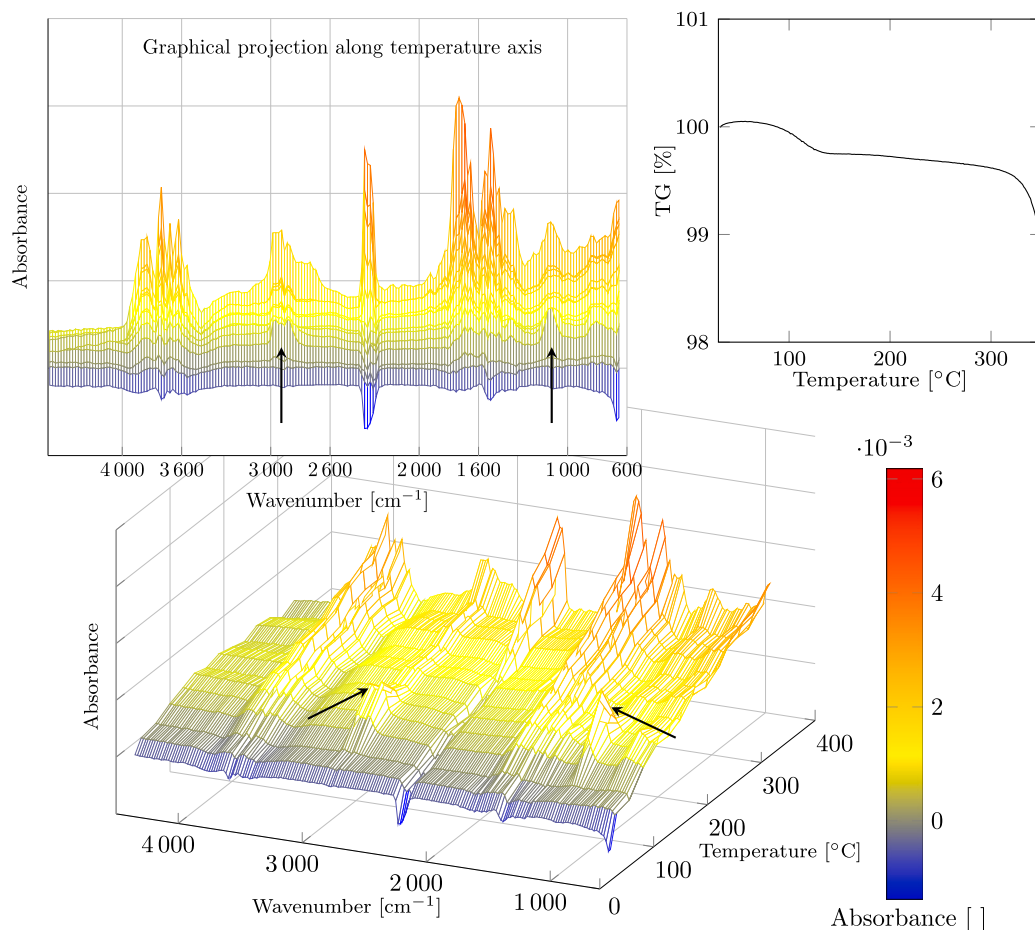 Graphical projection along temperature axis
Absorbance
4 000 3 600 3 000 2 600 2 000 1 600 1 000 600
Wavenumber [cm−1]
101
100
99
98
TG [%]
100 200 300
Temperature [°C]
Absorbance
4 000
3 000
2 000
1 000
Wavenumber [cm−1]
0
100
200
300
400
Temperature [°C]
·10−3
6
4
2
0
Absorbance [ ]